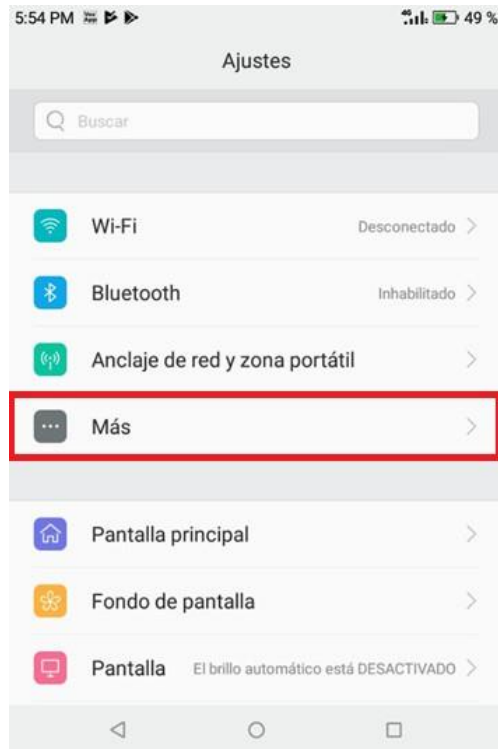 5:54 PM 49 %
Ajustes
Buscar
Wi-Fi Desconectado
Bluetooth Inhabilitado
Anclaje de red y zona portátil
Más
Pantalla principal
Fondo de pantalla
Pantalla El brillo automático está DESACTIVADO